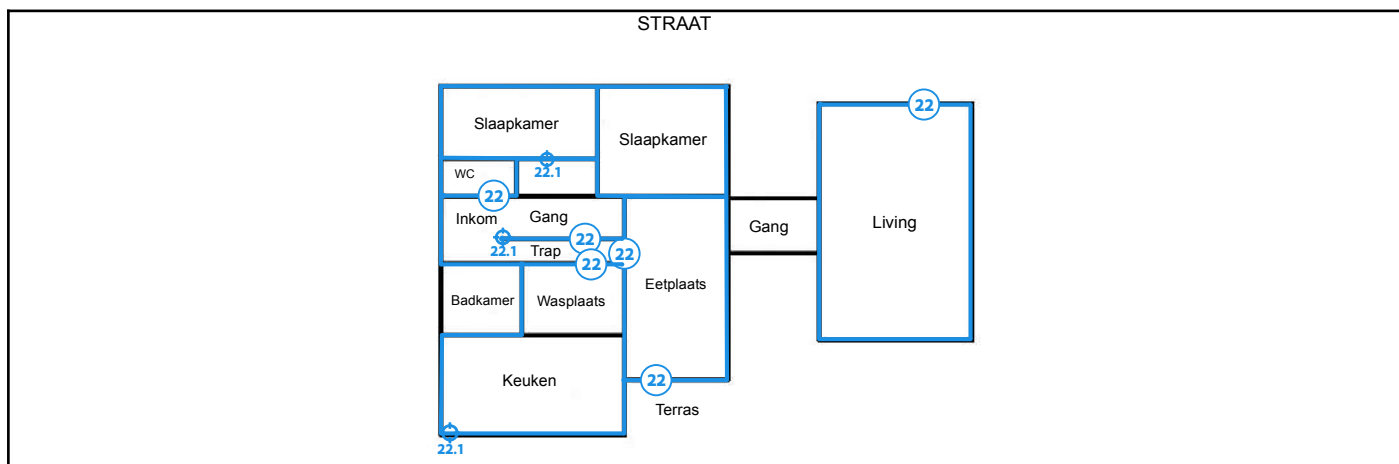 STRAAT
22
Slaapkamer
Slaapkamer
22.1
WC
22
Inkom
Gang
Gang
Living
22
22.1
Trap
22
22
Eetplaats
Badkamer
Wasplaats
Keuken
22
Terras
22.1